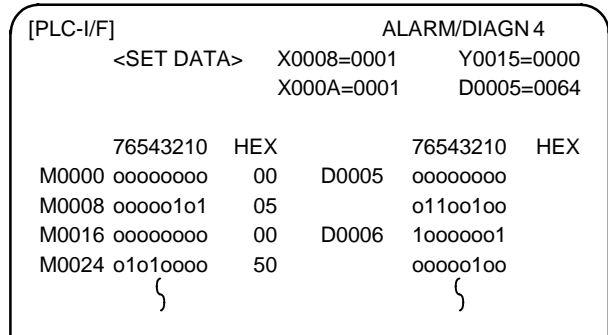 [PLC-I/F] ALARM/DIAGN 4
<SET DATA> X0008=0001 Y0015=0000
X000A=0001 D0005=0064
76543210 HEX 76543210 HEX
M0000 oooooooo 00 D0005 oooooooo
M0008 ooooo1o1 05 o11oo1oo
M0016 oooooooo 00 D0006 1oooooo1
M0024 o1o1oooo 50 ooooo1oo